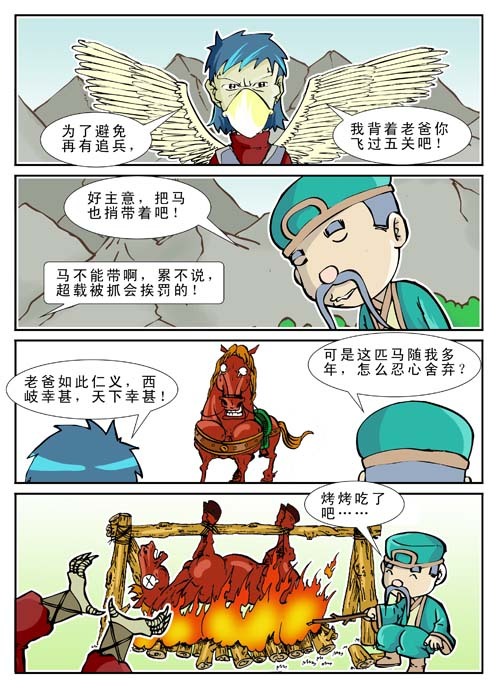 为了避免
再有追兵，
我背着老爸你
飞过五关吧！
好主意，把马
也捎带着吧！
马不能带啊，累不说，
超载被抓会挨罚的！
可是这匹马随我多
年，怎么忍心舍弃？
老爸如此仁义，西
岐幸甚，天下幸甚！
烤烤吃了
吧……